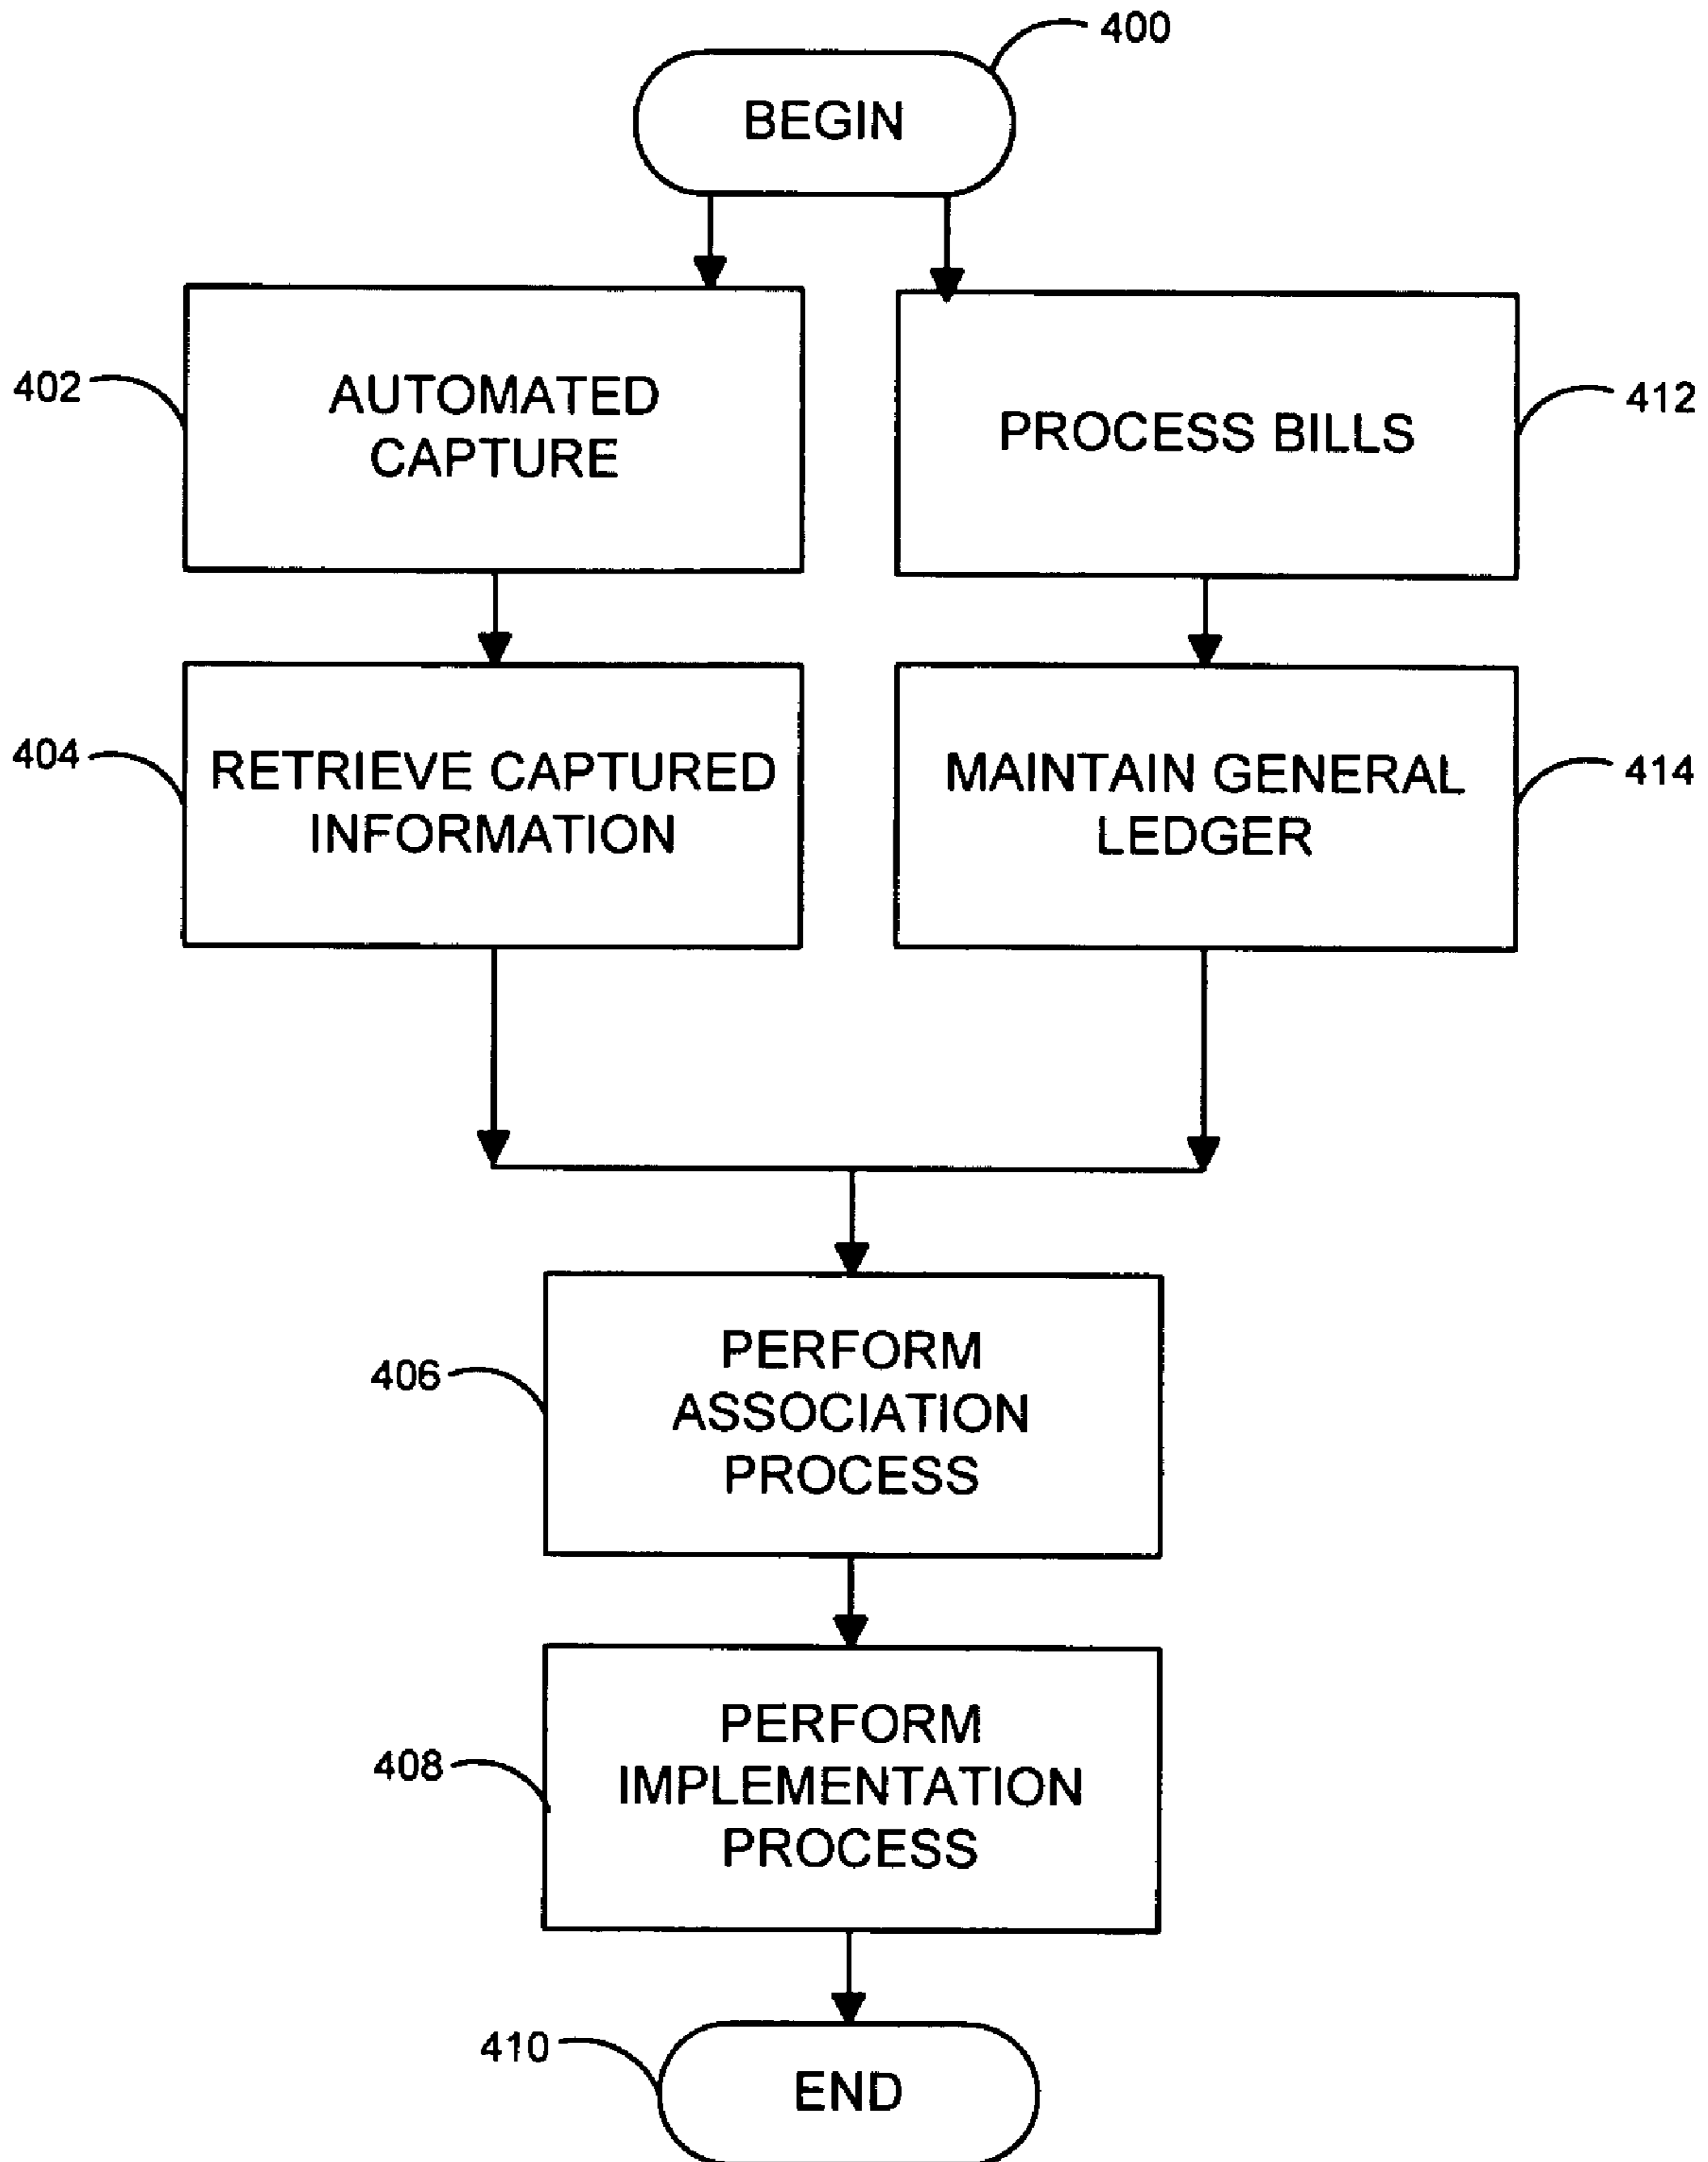 400
BEGIN
402
AUTOMATED
CAPTURE
PROCESS BILLS
412
404
RETRIEVE CAPTURED
INFORMATION
MAINTAIN GENERAL
LEDGER
414
406
PERFORM
ASSOCIATION
PROCESS
408
PERFORM
IMPLEMENTATION
PROCESS
410
END